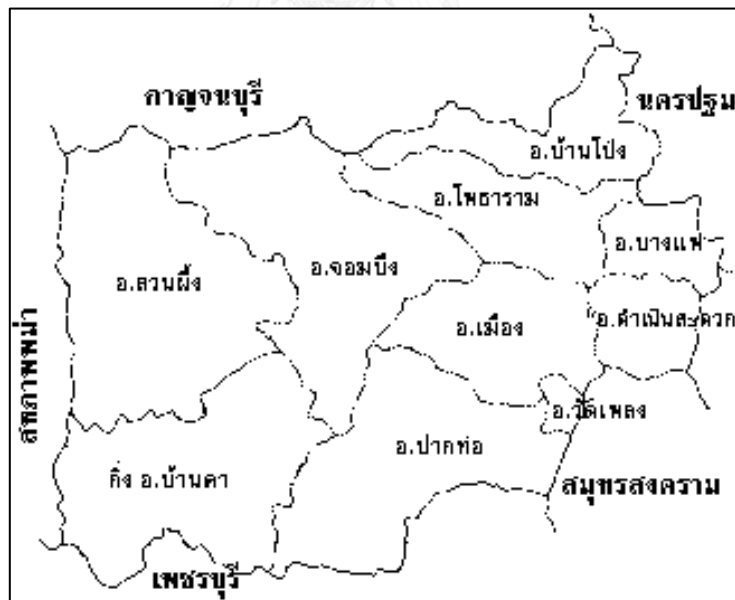 กาญจนบุรี
นครปฐม
อ.บ้านโป่ง
อ.โพธาราม
อ.บางแพ
อ.สวนผึ้ง
อ.จอมบึง
อ.เมือง
อ.ดำเนินสะดวก
สหภาพพม่า
อ.วัดเพลง
อ.ปากท่อ
กิ่ง อ.บ้านคา
สมุทรสงคราม
เพชรบุรี